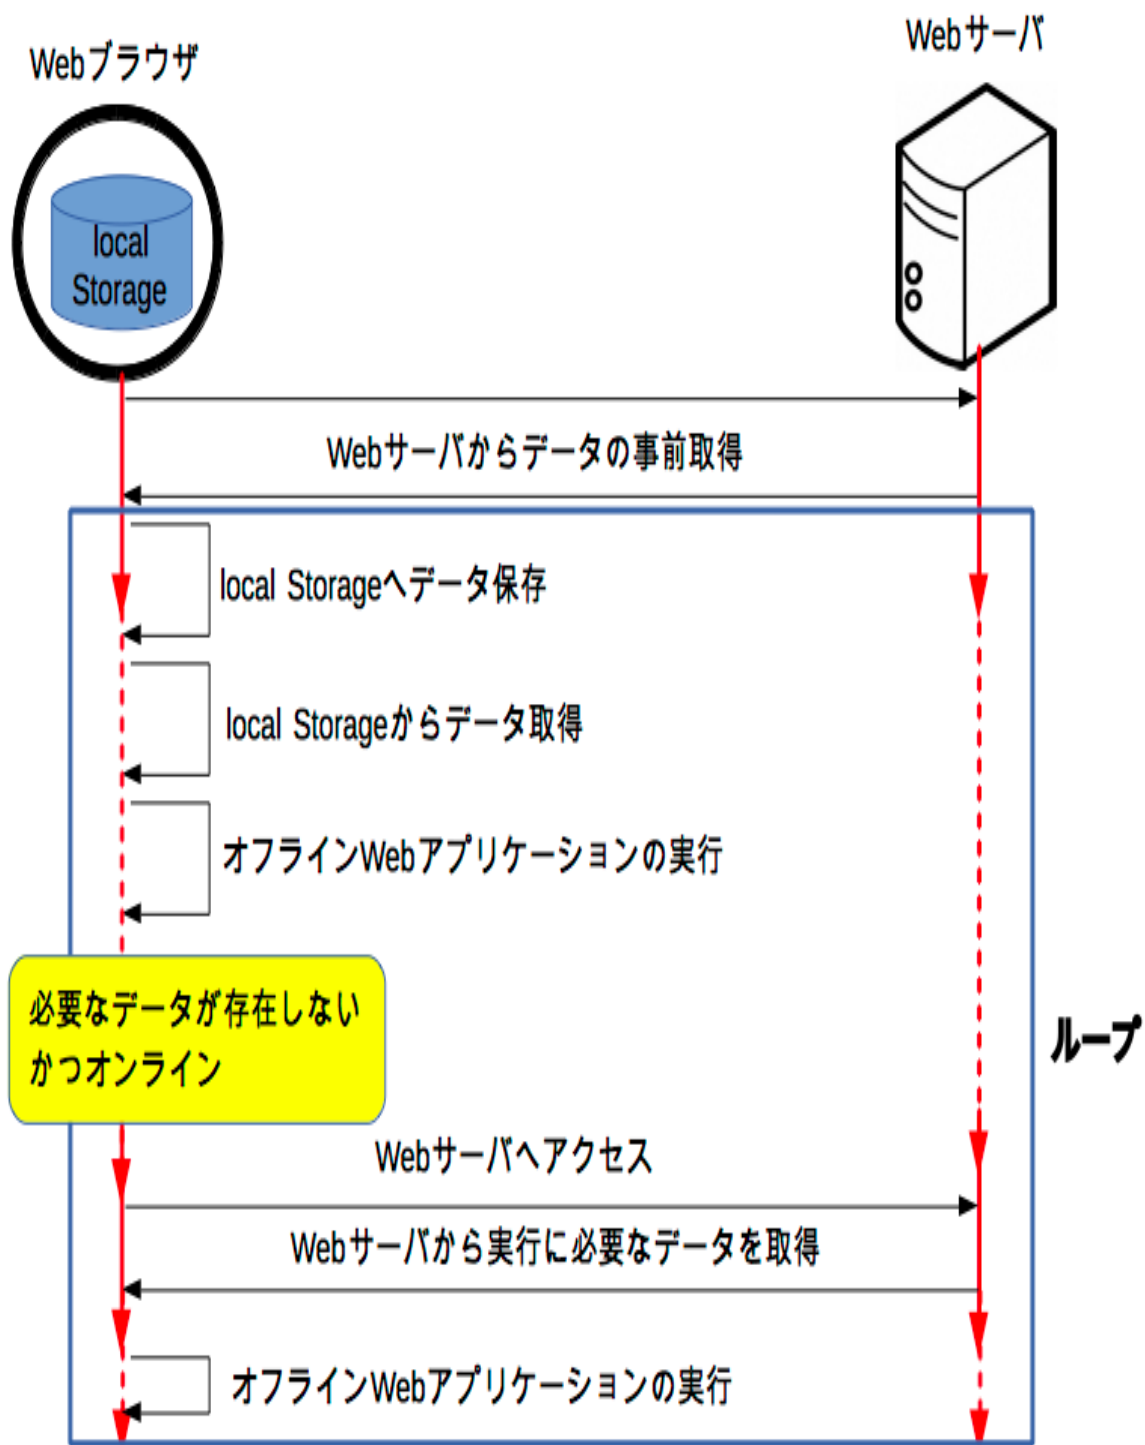 Webサーバ
Webブラウザ
local
Storage
Webサーバからデータの事前取得
local Storageへデータ保存
local Storageからデータ取得
オフラインWebアプリケーションの実行
必要なデータが存在しない
かつオンライン
ループ
Webサーバへアクセス
Webサーバから実行に必要なデータを取得
オフラインWebアプリケーションの実行